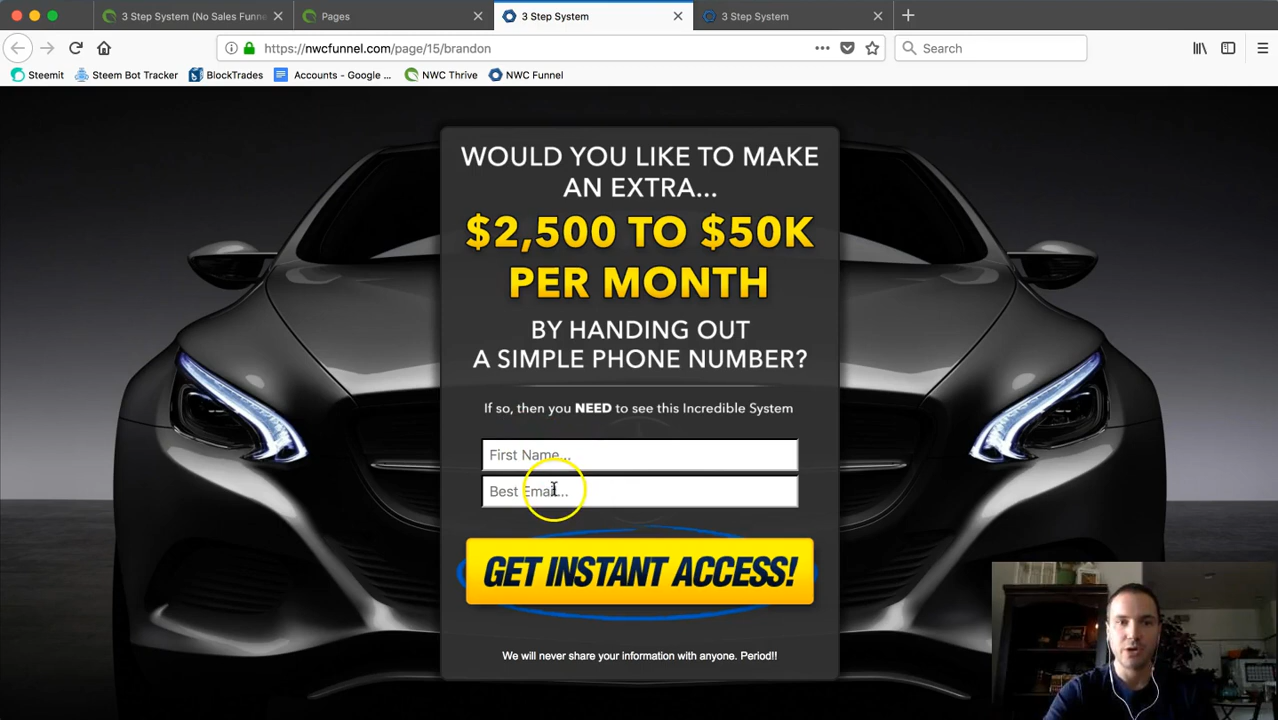 3 Step System (No Sales Funne
Pages
3 Step System
3 Step System
https://nwcfunnel.com/page/15/brandon
Search
Steemit
Steem Bot Tracker
BlockTrades
Accounts - Google ...
NWC Thrive
NWC Funnel
WOULD YOU LIKE TO MAKE
AN EXTRA...
$2,500 TO $50K
PER MONTH
BY HANDING OUT
A SIMPLE PHONE NUMBER?
If so, then you NEED to see this Incredible System
First Name...
Best Email...
GET INSTANT ACCESS!
We will never share your information with anyone. Period!!